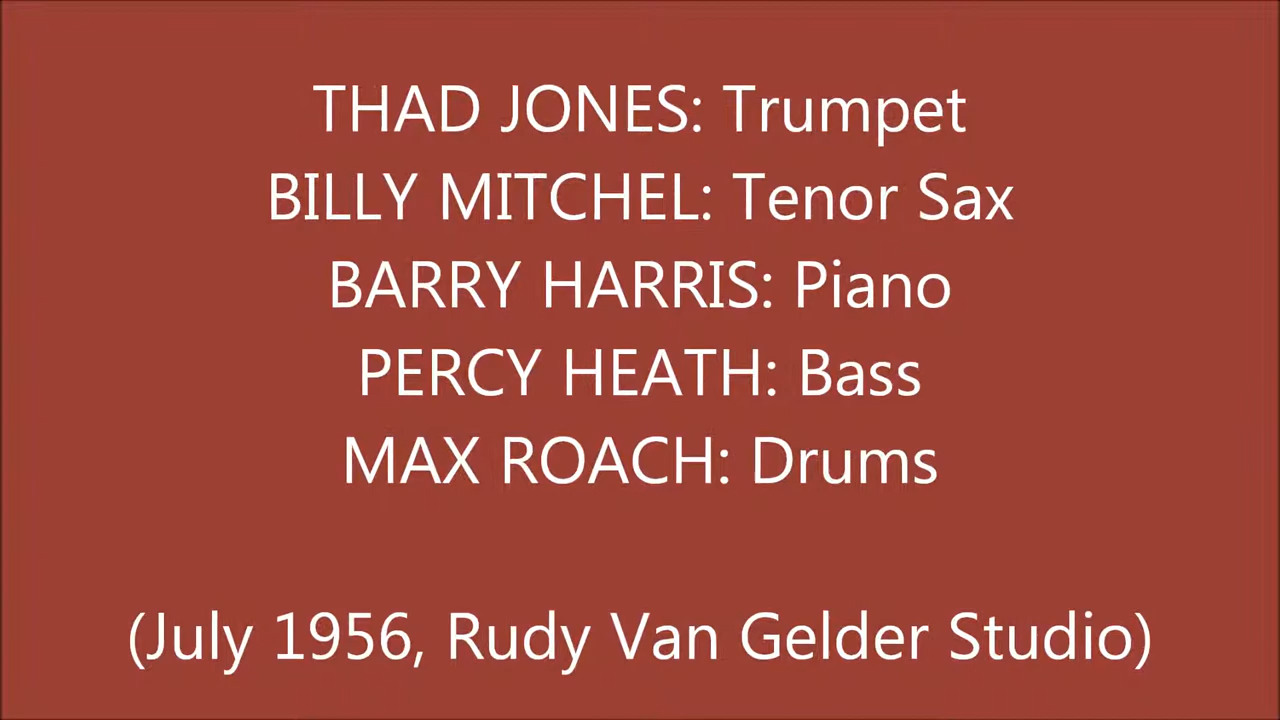 THAD JONES: Trumpet
BILLY MITCHEL: Tenor Sax
BARRY HARRIS: Piano
PERCY HEATH: Bass
MAX ROACH: Drums
(July 1956, Rudy Van Gelder Studio)